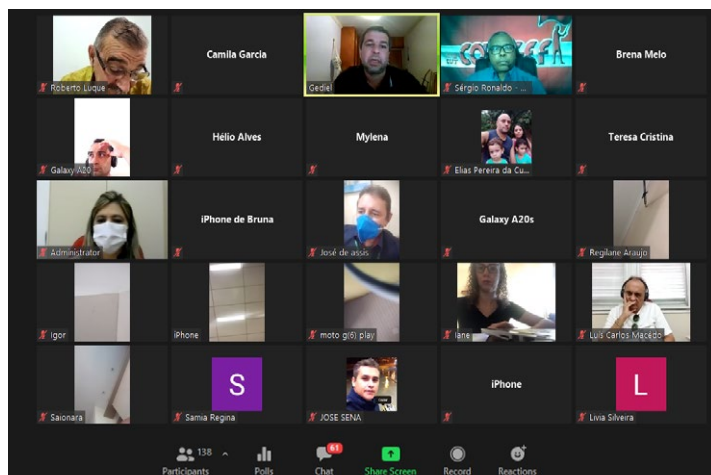 Roberto Luque
Camila Garcia
Gediel
Sérgio Ronaldo - ...
Brena Melo
Galaxy A20
Hélio Alves
Mylena
Elias Pereira da Cu...
Teresa Cristina
Administrator
iPhone de Bruna
José de assis
Galaxy A20s
Regilane Araujo
Igor
iPhone
moto g(6) play
Iane
Luis Carlos Macêdo
Saionara
S
Samia Regina
JOSE SENA
iPhone
L
Livia Silveira
138
61
Participants
Polls
Chat
Share Screen
Record
Reactions